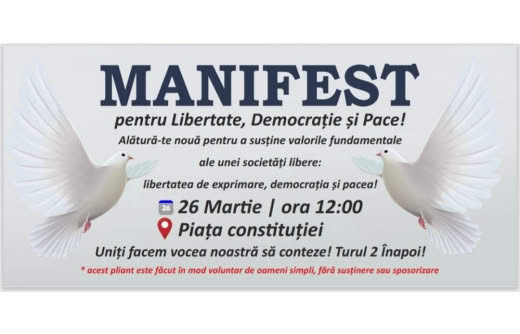 MANIFEST
pentru Libertate, Democrație și Pace!
Alătură-te nouă pentru a susține valorile fundamentale
ale unei societăți libere:
libertatea de exprimare, democrația și pacea!
26 26 Martie | ora 12:00
Piața constituției
Uniți facem vocea noastră să conteze! Turul 2 Înapoi!
* acest pliant este făcut în mod voluntar de oameni simpli, fără susținere sau sposorizare